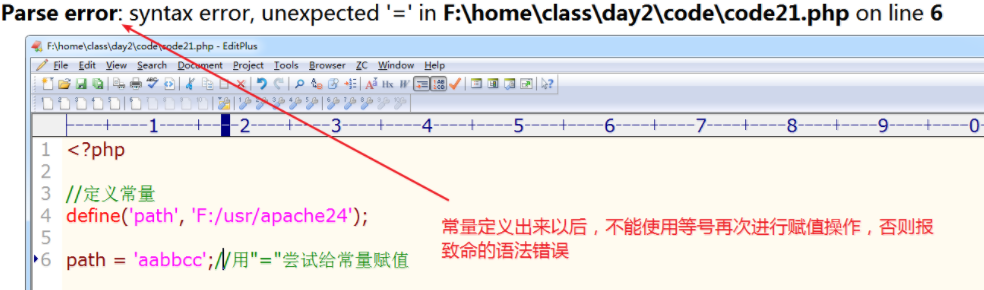 Parse error: syntax error, unexpected '=' in F:\home\class\day2\code\code21.php on line 6
F:\home\class\day2\code\code21.php - EditPlus
File Edit View Search Document Project Tools Browser ZC Window Help
----+----1----+----2----+----3----+----4----+----5----+----6----+----7----+----8----+----9----+----0
1 <?php
2
3 //定义常量
4 define('path', 'F:/usr/apache24');
5
6 path = 'aabbcc';//用"="尝试给常量赋值
常量定义出来以后，不能使用等号再次进行赋值操作，否则报
致命的语法错误